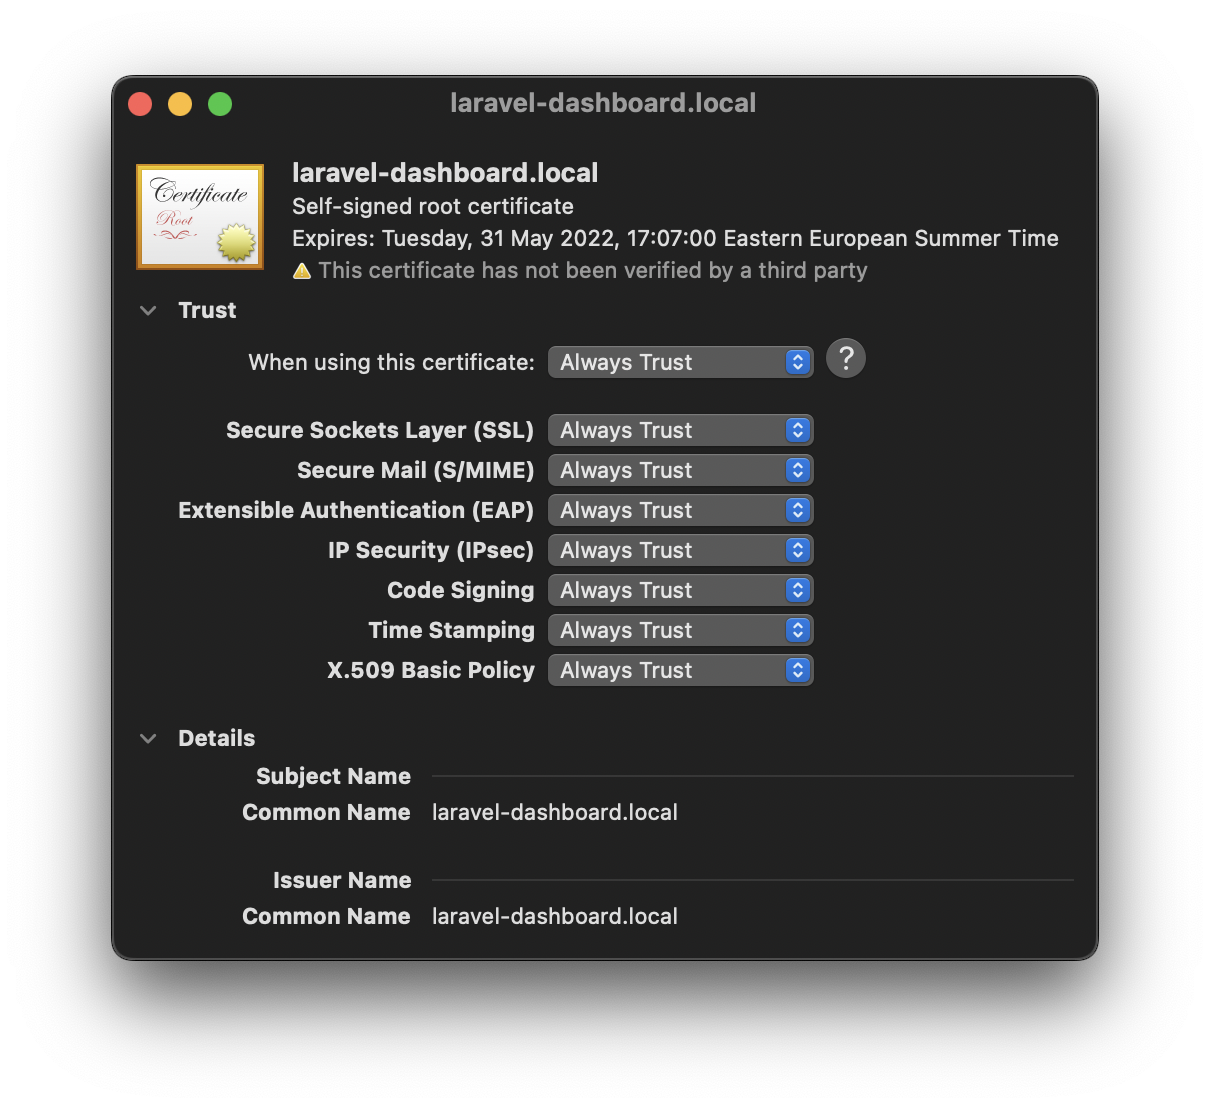 laravel-dashboard.local
Certificate
Root
laravel-dashboard.local
Self-signed root certificate
Expires: Tuesday, 31 May 2022, 17:07:00 Eastern European Summer Time
This certificate has not been verified by a third party
Trust
When using this certificate: Always Trust ?
Secure Sockets Layer (SSL) Always Trust
Secure Mail (S/MIME) Always Trust
Extensible Authentication (EAP) Always Trust
IP Security (IPsec) Always Trust
Code Signing Always Trust
Time Stamping Always Trust
X.509 Basic Policy Always Trust
Details
Subject Name
Common Name laravel-dashboard.local
Issuer Name
Common Name laravel-dashboard.local